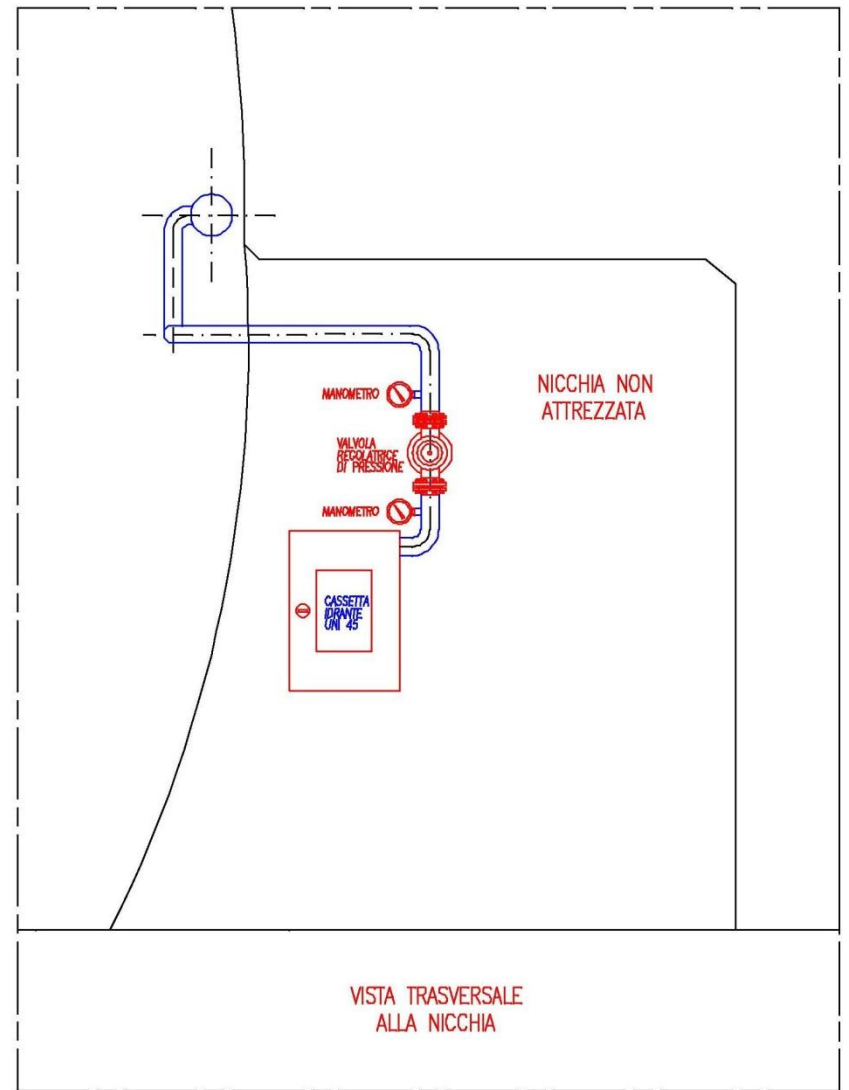 NICCHIA NON
ATTREZZATA
MANOMETRO
VALVOLA
REGOLATRICE
DI PRESSIONE
MANOMETRO
CASSETTA
IDRANTE
UNI 45
VISTA TRASVERSALE
ALLA NICCHIA